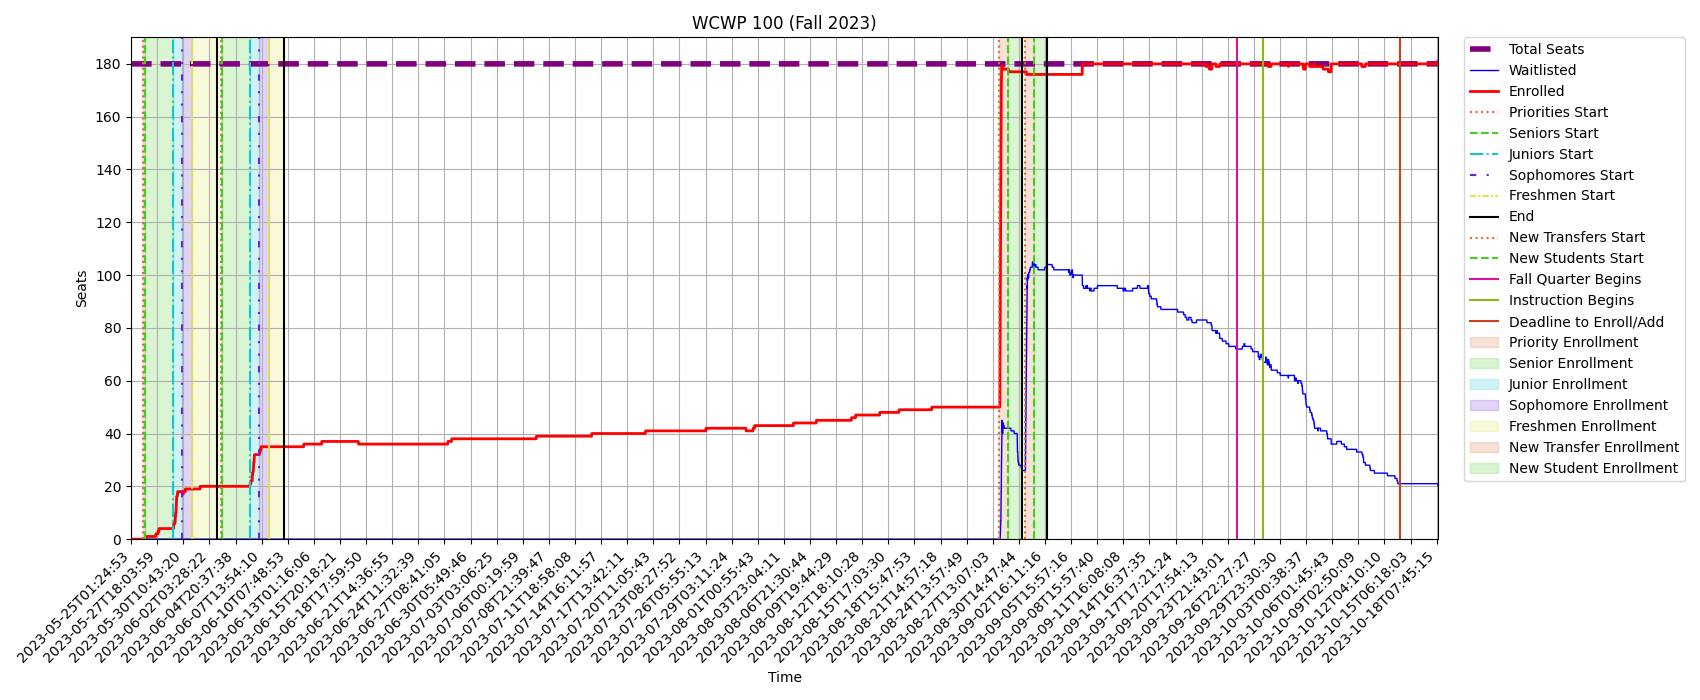 WCWP 100 (Fall 2023)
Seats
180
160
140
120
100
80
60
40
20
0
2023-05-25T01:24:53
2023-05-27T18:03:59
2023-05-30T10:43:20
2023-06-02T03:28:22
2023-06-04T20:37:38
2023-06-07T13:54:10
2023-06-10T07:48:53
2023-06-13T01:16:06
2023-06-15T20:18:21
2023-06-18T17:59:50
2023-06-21T14:36:55
2023-06-24T11:32:39
2023-06-27T08:41:05
2023-06-30T05:49:46
2023-07-03T03:06:25
2023-07-06T00:19:59
2023-07-08T21:39:47
2023-07-11T18:58:08
2023-07-14T16:11:57
2023-07-17T13:42:11
2023-07-20T11:05:43
2023-07-23T08:27:52
2023-07-26T05:55:13
2023-07-29T03:11:24
2023-08-01T00:55:43
2023-08-03T23:04:11
2023-08-06T21:30:44
2023-08-09T19:44:29
2023-08-12T18:10:28
2023-08-15T17:03:30
2023-08-18T15:47:53
2023-08-21T14:57:18
2023-08-24T13:57:49
2023-08-27T13:07:03
2023-08-30T14:47:44
2023-09-02T16:11:16
2023-09-05T15:57:16
2023-09-08T15:57:40
2023-09-11T16:08:08
2023-09-14T16:37:35
2023-09-17T17:21:24
2023-09-20T17:54:13
2023-09-23T21:43:01
2023-09-26T22:27:27
2023-09-29T23:30:30
2023-10-03T00:38:37
2023-10-06T01:45:43
2023-10-09T02:50:09
2023-10-12T04:10:16
2023-10-15T06:18:03
2023-10-18T07:45:15
Time
Total Seats
Waitlisted
Enrolled
Priorities Start
Seniors Start
Juniors Start
Sophomores Start
Freshmen Start
End
New Transfers Start
New Students Start
Fall Quarter Begins
Instruction Begins
Deadline to Enroll/Add
Priority Enrollment
Senior Enrollment
Junior Enrollment
Sophomore Enrollment
Freshmen Enrollment
New Transfer Enrollment
New Student Enrollment